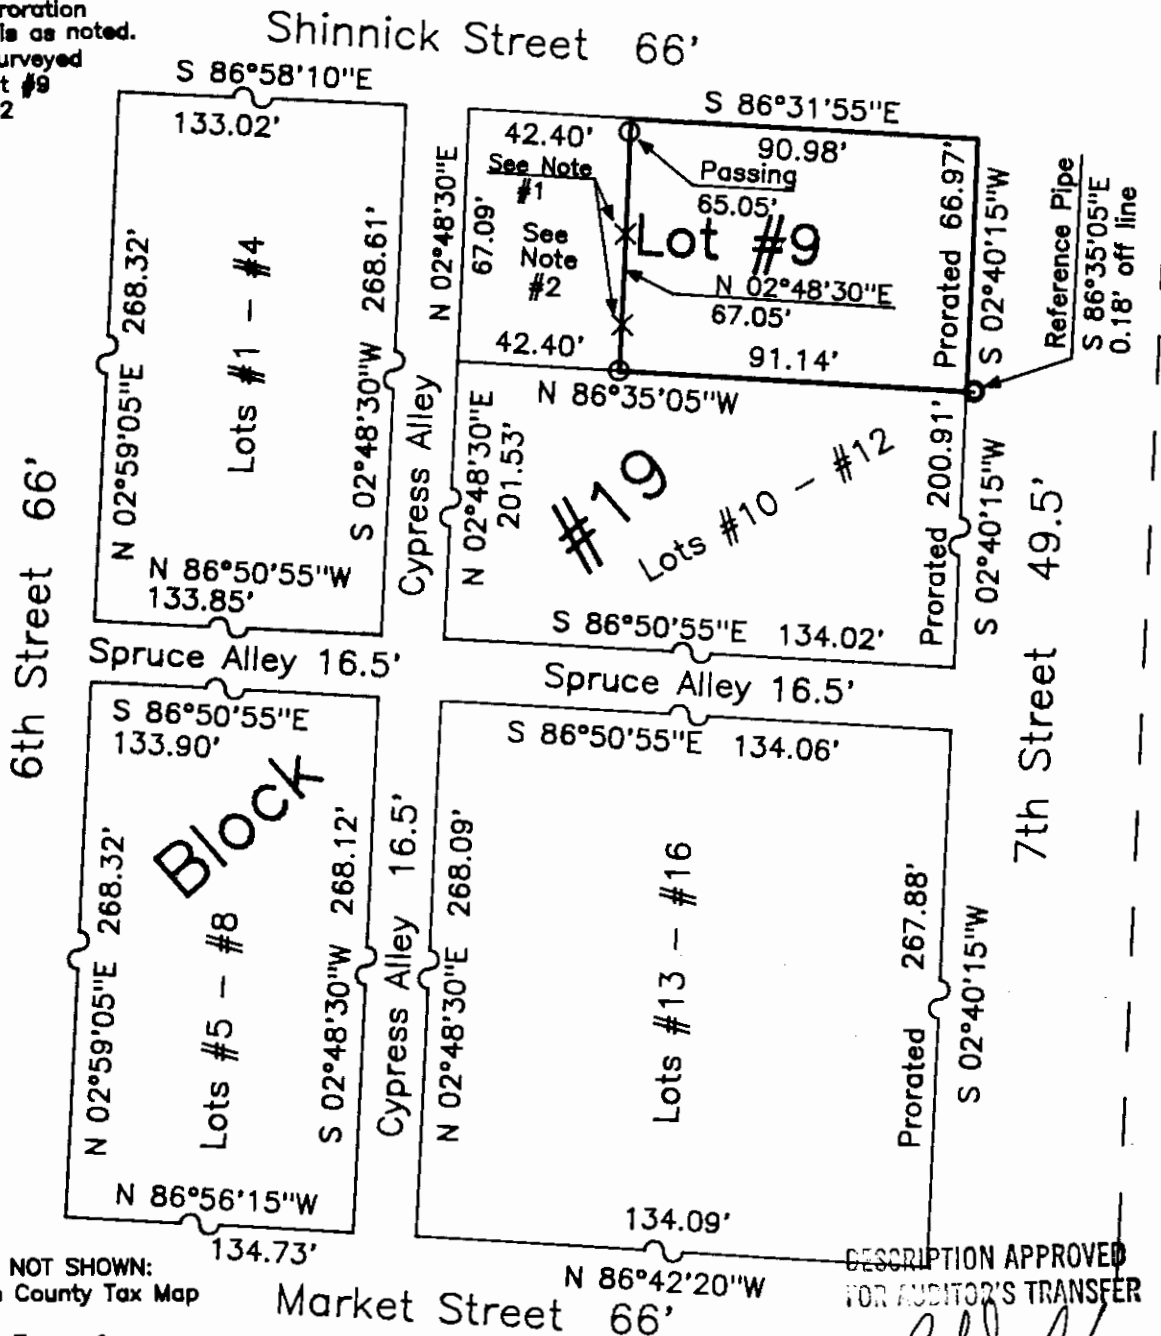 roration
is as noted.
urveyed
t #9
2
Shinnick Street 66'
S 86°58'10"E
133.02'
N 02°59'05"E 268.32'
Lots #1 - #4
S 02°48'30"W 268.61'
N 86°50'55"W
133.85'
6th Street 66'
Cypress Alley
S 86°31'55"E
42.40'
90.98'
See Note
#1
Passing
65.05'
N 02°48'30"E
67.09'
See
Note
#2
Lot #9
N 02°48'30"E
67.05'
Prorated 66.97'
S 02°40'15"W
Reference Pipe
S 86°35'05"E
0.18' off line
42.40'
91.14'
N 86°35'05"W
N 02°48'30"E
201.53'
#19
Lots #10 - #12
Prorated 200.91'
S 02°40'15"W
7th Street 49.5'
S 86°50'55"E 134.02'
Spruce Alley 16.5'
Spruce Alley 16.5'
S 86°50'55"E
133.90'
Block
N 02°59'05"E 268.32'
Lots #5 - #8
S 02°48'30"W 268.12'
Cypress Alley 16.5'
S 86°50'55"E 134.06'
N 02°48'30"E 268.09'
Lots #13 - #16
Prorated 267.88'
S 02°40'15"W
N 86°56'15"W
134.73'
134.09'
N 86°42'20"W
NOT SHOWN:
County Tax Map
Market Street 66'
DESCRIPTION APPROVED
FOR AUDITOR'S TRANSFER